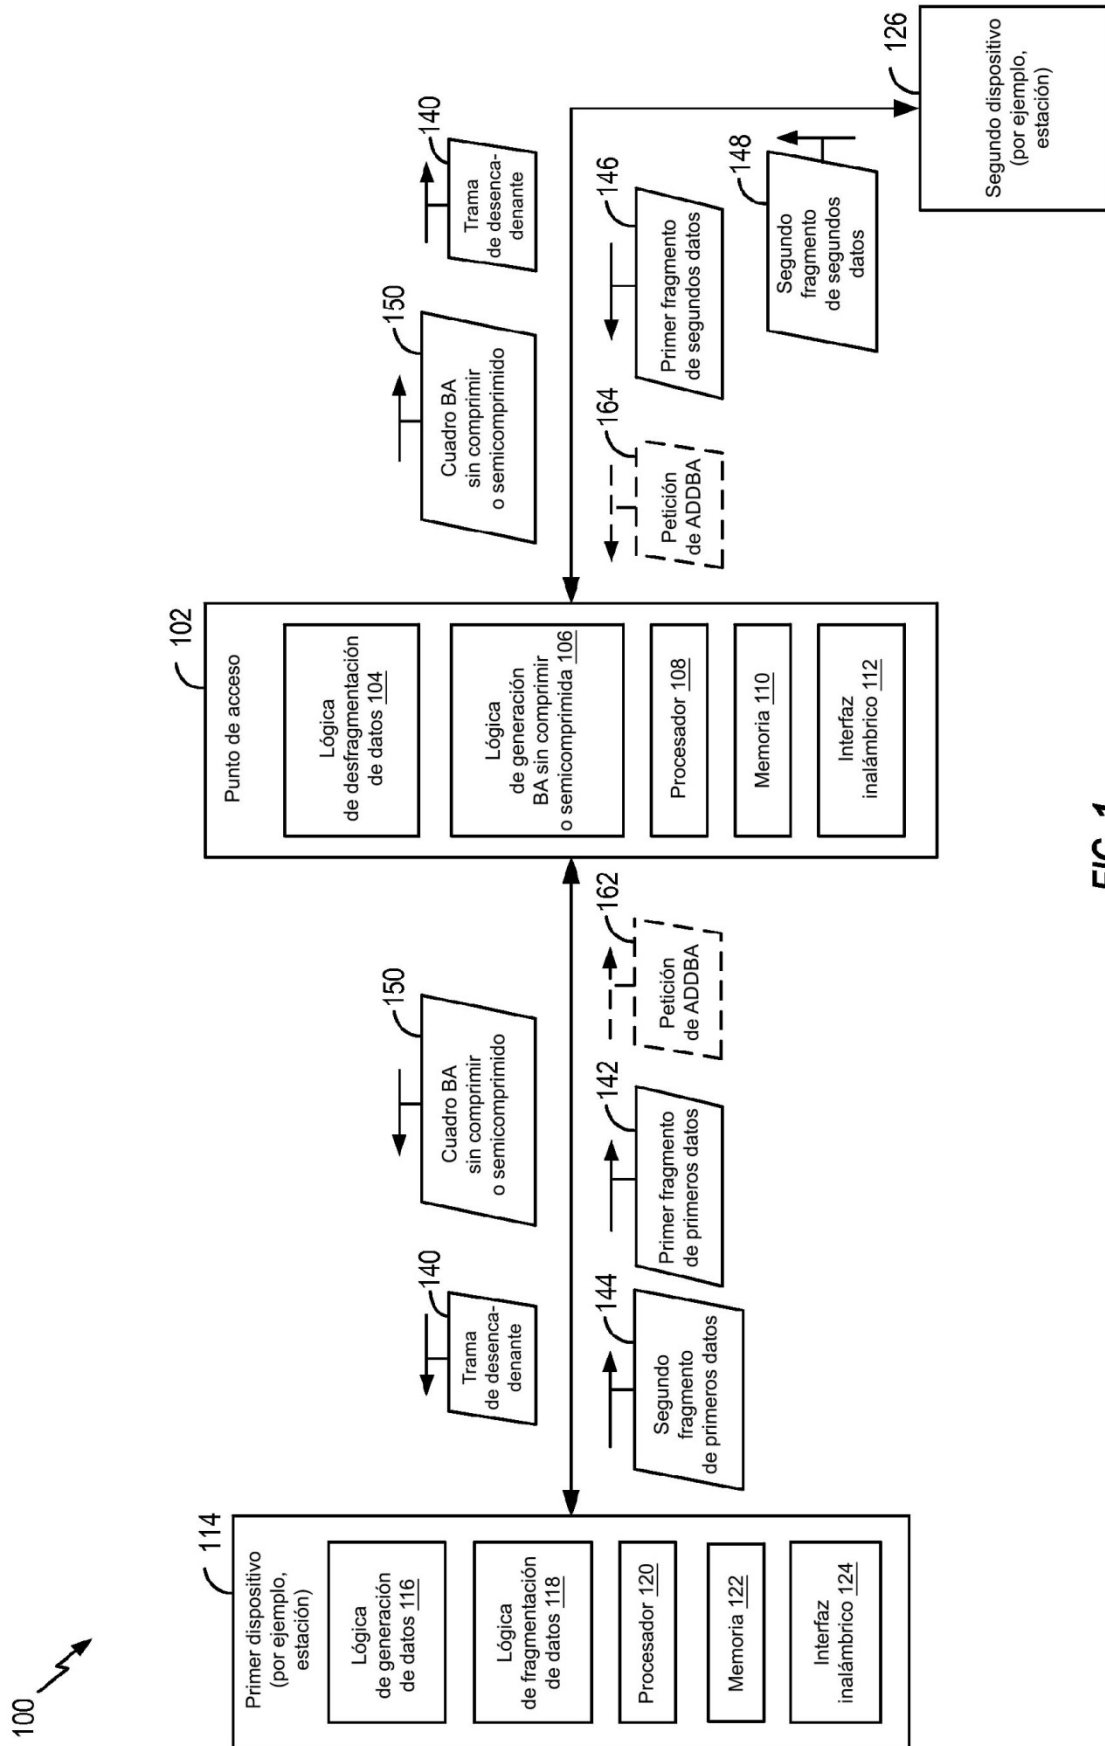 100
114
Primer dispositivo
(por ejemplo,
estación)
Lógica
de generación
de datos 116
Lógica
de fragmentación
de datos 118
Procesador 120
Memoria 122
Interfaz
inalámbrico 124
140
Trama
de desenca-
denante
150
Cuadro BA
sin comprimir
o semicomprimido
144
Segundo
fragmento
de primeros datos
142
Primer fragmento
de primeros datos
162
Petición
de ADDBA
102
Punto de acceso
Lógica
de desfragmentación
de datos 104
Lógica
de generación
BA sin comprimir
o semicomprimida 106
Procesador 108
Memoria 110
Interfaz
inalámbrico 112
150
Cuadro BA
sin comprimir
o semicomprimido
140
Trama
de desenca-
denante
164
Petición
de ADDBA
146
Primer fragmento
de segundos datos
148
Segundo
fragmento
de segundos
datos
126
Segundo dispositivo
(por ejemplo,
estación)
FIG. 1